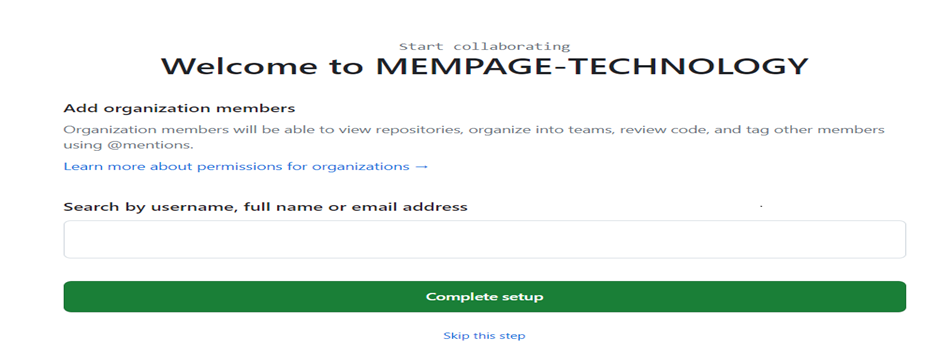 Start collaborating
Welcome to MEMPAGE-TECHNOLOGY
Add organization members
Organization members will be able to view repositories, organize into teams, review code, and tag other members
using @mentions.
Learn more about permissions for organizations →
Search by username, full name or email address
Complete setup
Skip this step